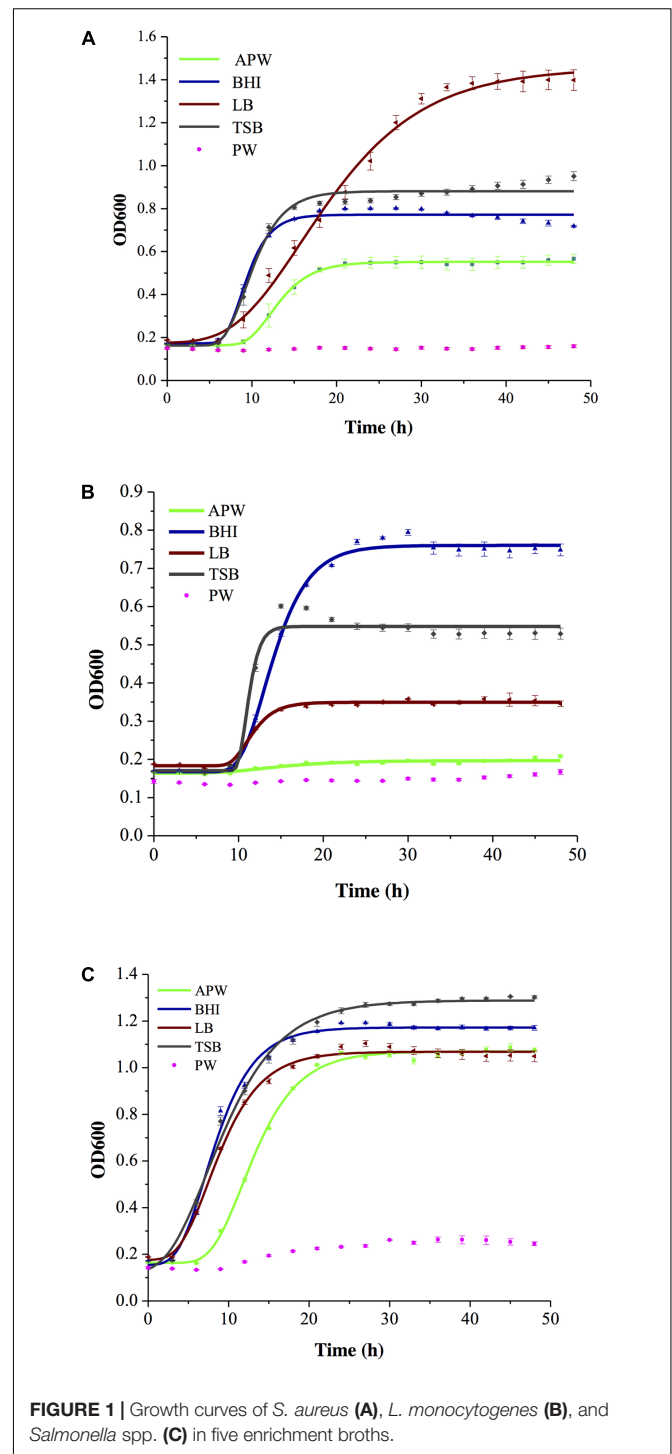 A
APW
BHI
LB
TSB
PW
OD600
1.6
1.4
1.2
1.0
0.8
0.6
0.4
0.2
0.0
0 10 20 30 40 50
Time (h)
B
APW
BHI
LB
TSB
PW
OD600
0.9
0.8
0.7
0.6
0.5
0.4
0.3
0.2
0.1
0.0
0 10 20 30 40 50
Time (h)
C
APW
BHI
LB
TSB
PW
OD600
1.4
1.2
1.0
0.8
0.6
0.4
0.2
0.0
0 10 20 30 40 50
Time (h)
FIGURE 1 | Growth curves of S. aureus (A), L. monocytogenes (B), and
Salmonella spp. (C) in five enrichment broths.